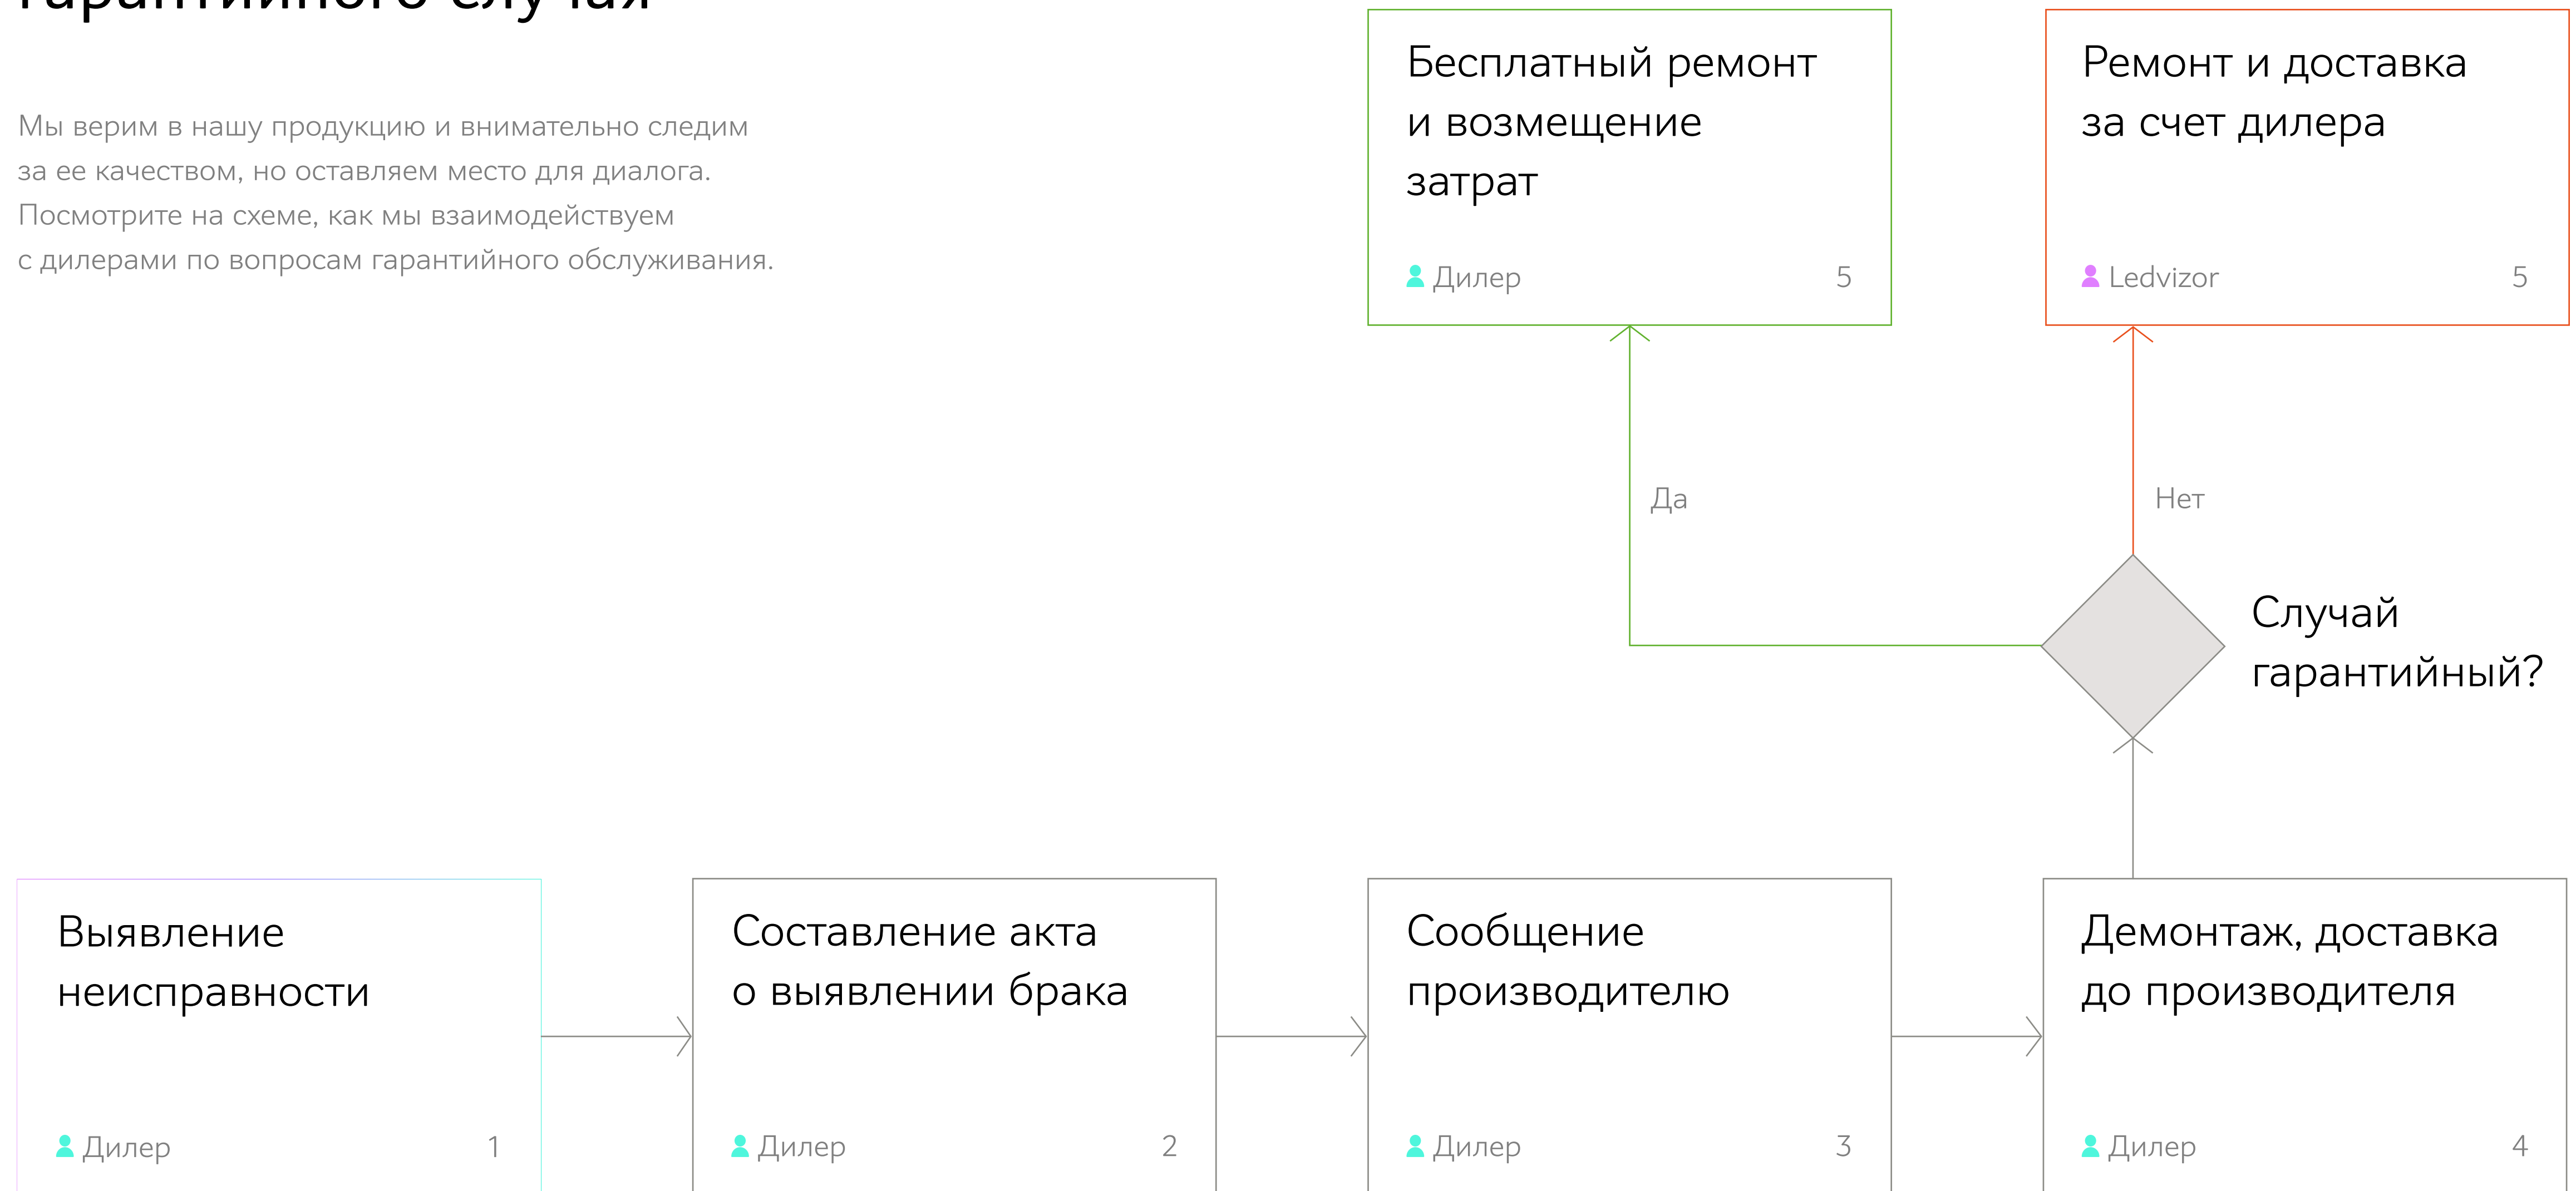 гарантийного случая
Мы верим в нашу продукцию и внимательно следим
за ее качеством, но оставляем место для диалога.
Посмотрите на схеме, как мы взаимодействуем
с дилерами по вопросам гарантийного обслуживания.
Бесплатный ремонт
и возмещение
затрат
Дилер 5
Ремонт и доставка
за счет дилера
Ledvizor 5
Да
Нет
Случай
гарантийный?
Выявление
неисправности
Дилер 1
Составление акта
о выявлении брака
Дилер 2
Сообщение
производителю
Дилер 3
Демонтаж, доставка
до производителя
Дилер 4